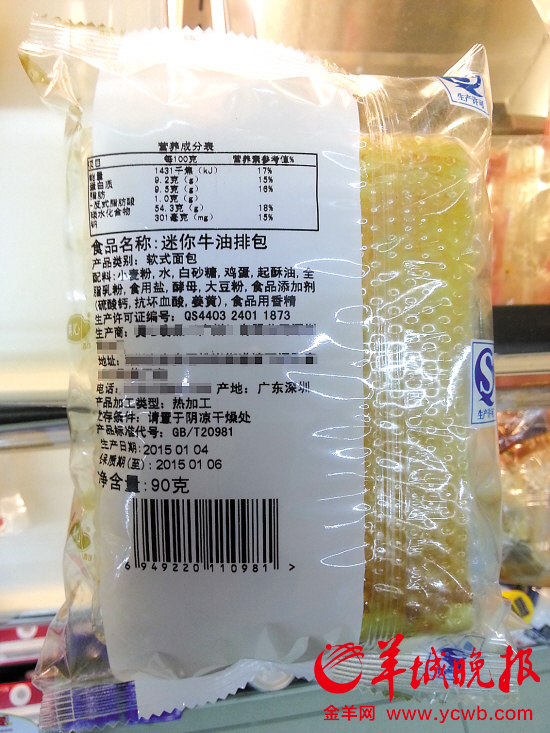 营养成分表
每100克 营养素参考值%
1431千焦 (kJ) 17%
蛋白质 9.2克 (g) 15%
脂肪 9.5克 (g) 16%
反式脂肪酸 1.0克 (g)
碳水化合物 54.3克 (g) 18%
钠 301毫克 (mg) 15%
食品名称: 迷你牛油排包
产品类别: 软式面包
配料: 小麦粉, 水, 白砂糖, 鸡蛋, 起酥油, 全
脂乳粉, 食用盐, 酵母, 大豆粉, 食品添加剂
(硫酸钙, 抗坏血酸, 姜黄), 食品用香精
生产许可证编号: QS4403 2401 1873
生产商:
地址:
电话: 产地: 广东深圳
产品加工类型: 热加工
贮存条件: 请置于阴凉干燥处
产品标准代号: GB/T20981
生产日期: 2015 01 04
保质期(至): 2015 01 06
净含量: 90克
6 949220 110981 >
生产许可
生产许可
羊城晚报
金羊网 www.ycwb.com